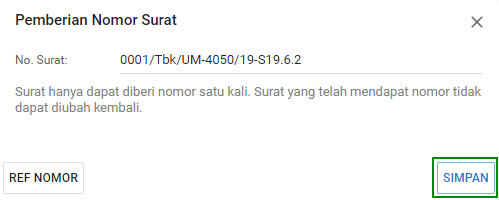 Pemberian Nomor Surat
No. Surat: 0001/Tbk/UM-4050/19-S19.6.2
Surat hanya dapat diberi nomor satu kali. Surat yang telah mendapat nomor tidak
dapat diubah kembali.
REF NOMOR SIMPAN